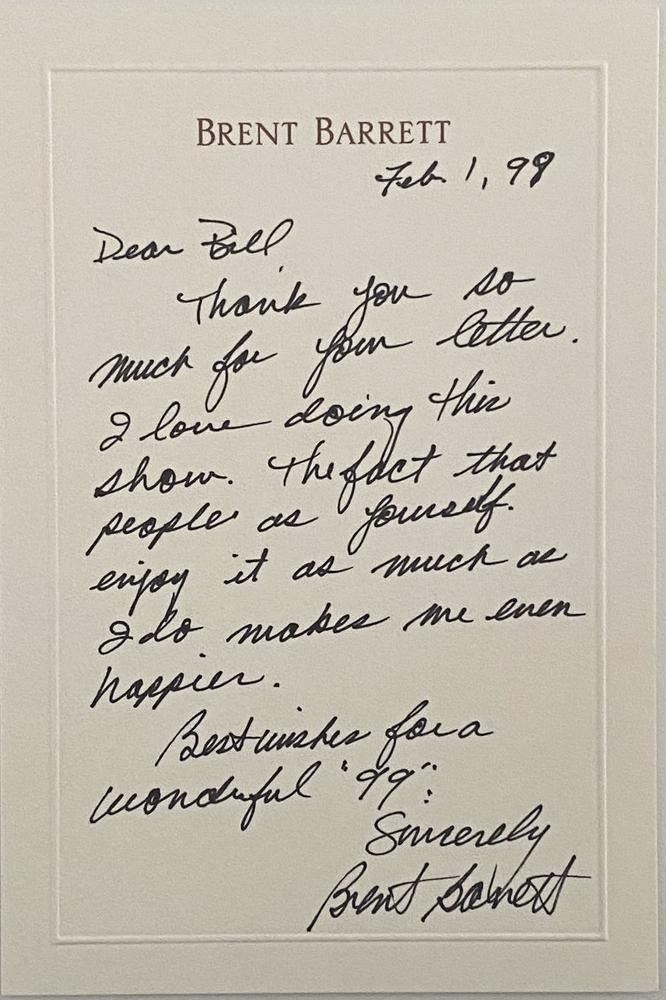 BRENT BARRETT
Feb. 1, 99
Dear Bill
Thank you so
much for your letter.
I love doing this
show. The fact that
people as yourself.
enjoy it as much as
I do makes me even
happier.
Best wishes for a
wonderful "99".
Sincerely
Brent Barrett